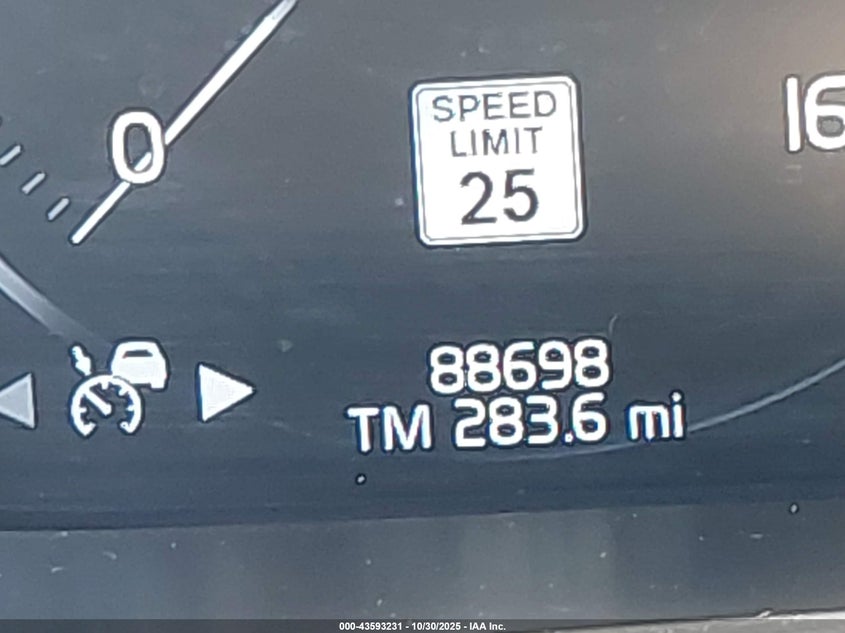 0
SPEED
LIMIT
25
16
88698
TM 283.6 mi
000-43593231 - 10/30/2025 - IAA Inc.